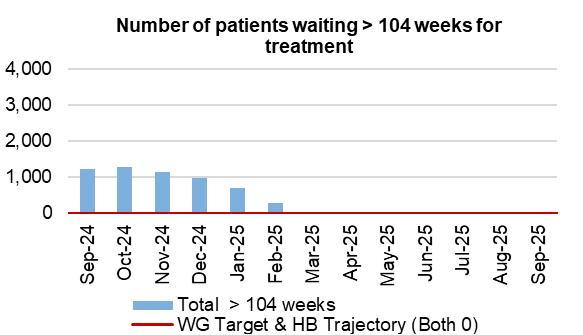 Number of patients waiting > 104 weeks for
treatment
4,000
3,000
2,000
1,000
0
Sep-24
Oct-24
Nov-24
Dec-24
Jan-25
Feb-25
Mar-25
Apr-25
May-25
Jun-25
Jul-25
Aug-25
Sep-25
Total > 104 weeks
WG Target & HB Trajectory (Both 0)